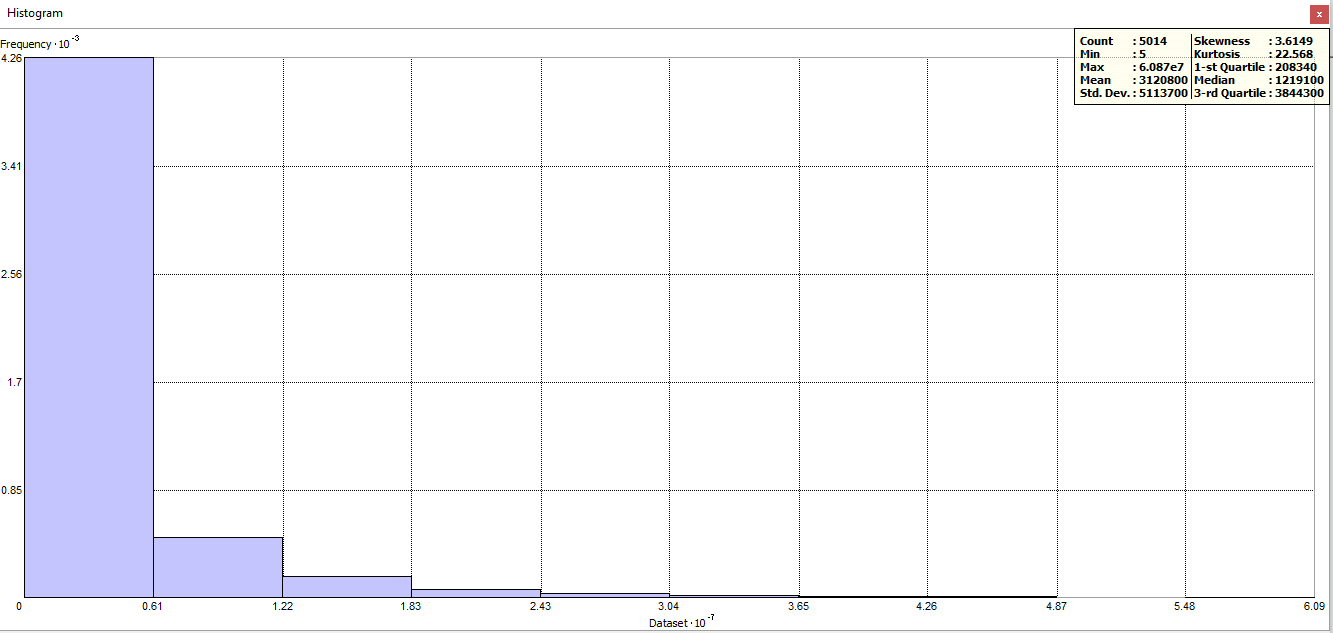 Histogram
x
Frequency · 10 -3
Count : 5014 Skewness : 3.6149
Min : 5 Kurtosis : 22.568
Max : 6.087e7 1-st Quartile : 208340
Mean : 3120800 Median : 1219100
Std. Dev. : 5113700 3-rd Quartile : 3844300
4.26
3.41
2.56
1.7
0.85
0 0.61 1.22 1.83 2.43 3.04 3.65 4.26 4.87 5.48 6.09
Dataset · 10 -7